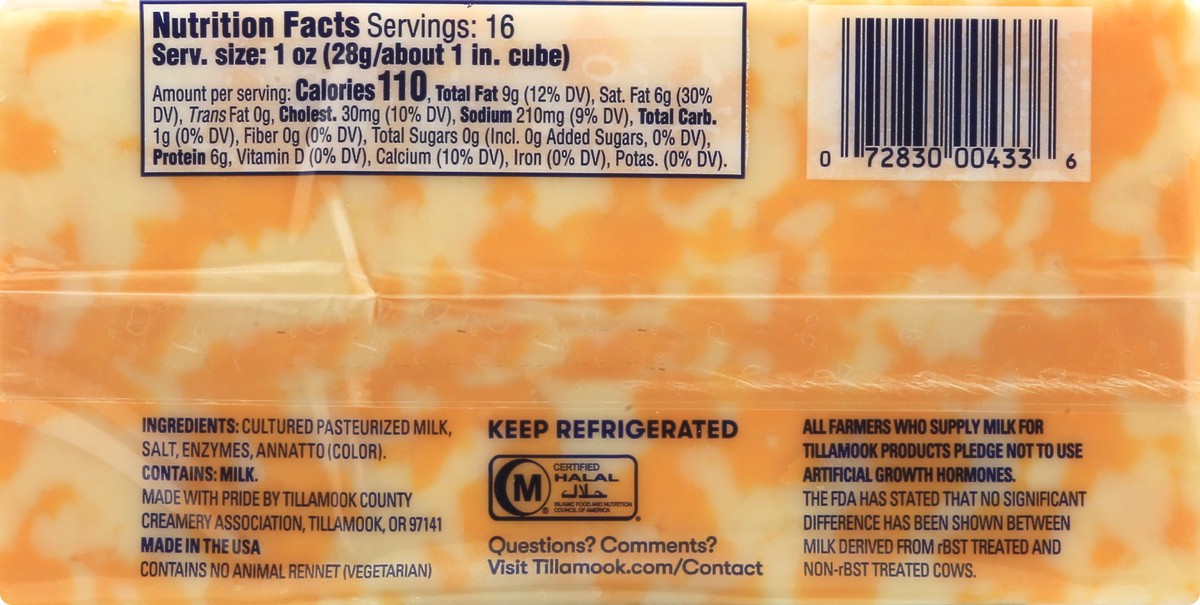 Nutrition Facts Servings: 16
Serv. size: 1 oz (28g/about 1 in. cube)
Amount per serving: Calories 110, Total Fat 9g (12% DV), Sat. Fat 6g (30%
DV), Trans Fat 0g, Cholest. 30mg (10% DV), Sodium 210mg (9% DV), Total Carb.
1g (0% DV), Fiber 0g (0% DV), Total Sugars 0g (Incl. 0g Added Sugars, 0% DV),
Protein 6g, Vitamin D (0% DV), Calcium (10% DV), Iron (0% DV), Potas. (0% DV).
0 72830 00433 6
INGREDIENTS: CULTURED PASTEURIZED MILK,
SALT, ENZYMES, ANNATTO (COLOR).
CONTAINS: MILK.
MADE WITH PRIDE BY TILLAMOOK COUNTY
CREAMERY ASSOCIATION, TILLAMOOK, OR 97141
MADE IN THE USA
CONTAINS NO ANIMAL RENNET (VEGETARIAN)
KEEP REFRIGERATED
M®
CERTIFIED
HALAL
حلال
ISLAMIC FOOD AND NUTRITION
COUNCIL OF AMERICA
®
Questions? Comments?
Visit Tillamook.com/Contact
ALL FARMERS WHO SUPPLY MILK FOR
TILLAMOOK PRODUCTS PLEDGE NOT TO USE
ARTIFICIAL GROWTH HORMONES.
THE FDA HAS STATED THAT NO SIGNIFICANT
DIFFERENCE HAS BEEN SHOWN BETWEEN
MILK DERIVED FROM rBST TREATED AND
NON-rBST TREATED COWS.